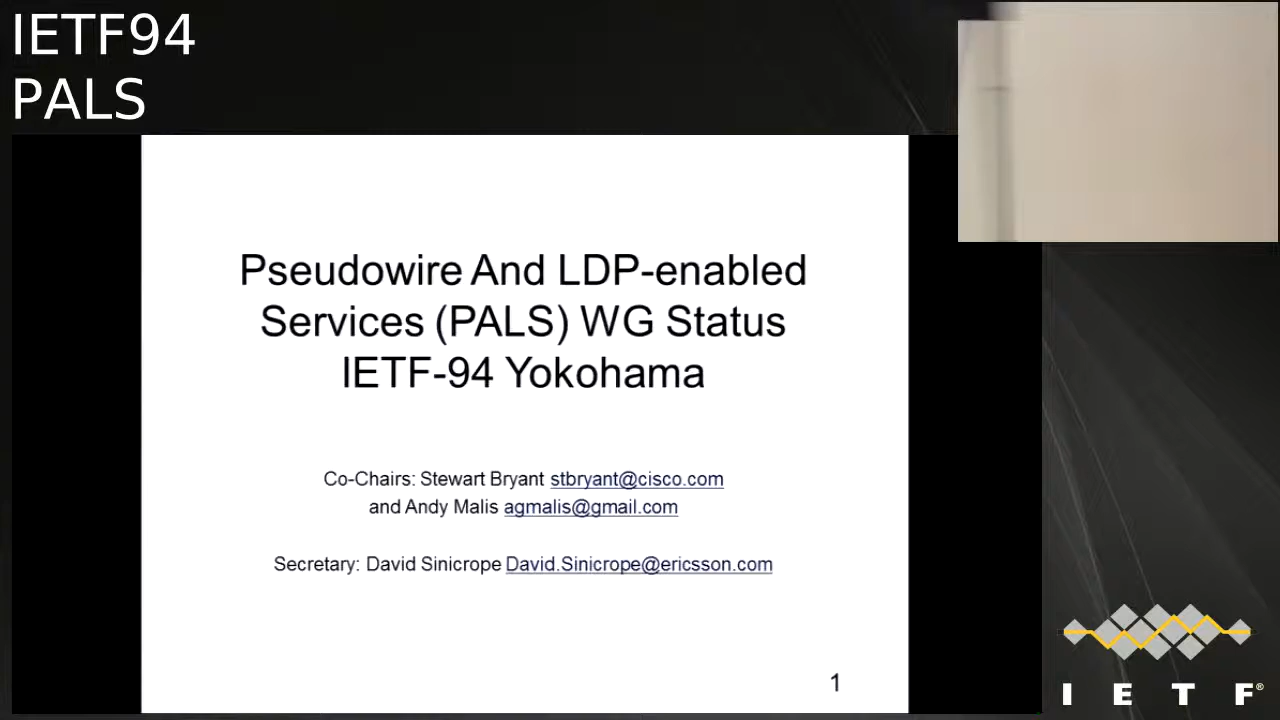 IETF94
PALS
Pseudowire And LDP-enabled
Services (PALS) WG Status
IETF-94 Yokohama
Co-Chairs: Stewart Bryant stbryant@cisco.com
and Andy Malis agmalis@gmail.com
Secretary: David Sinicrope David.Sinicrope@ericsson.com
1
I E T F®